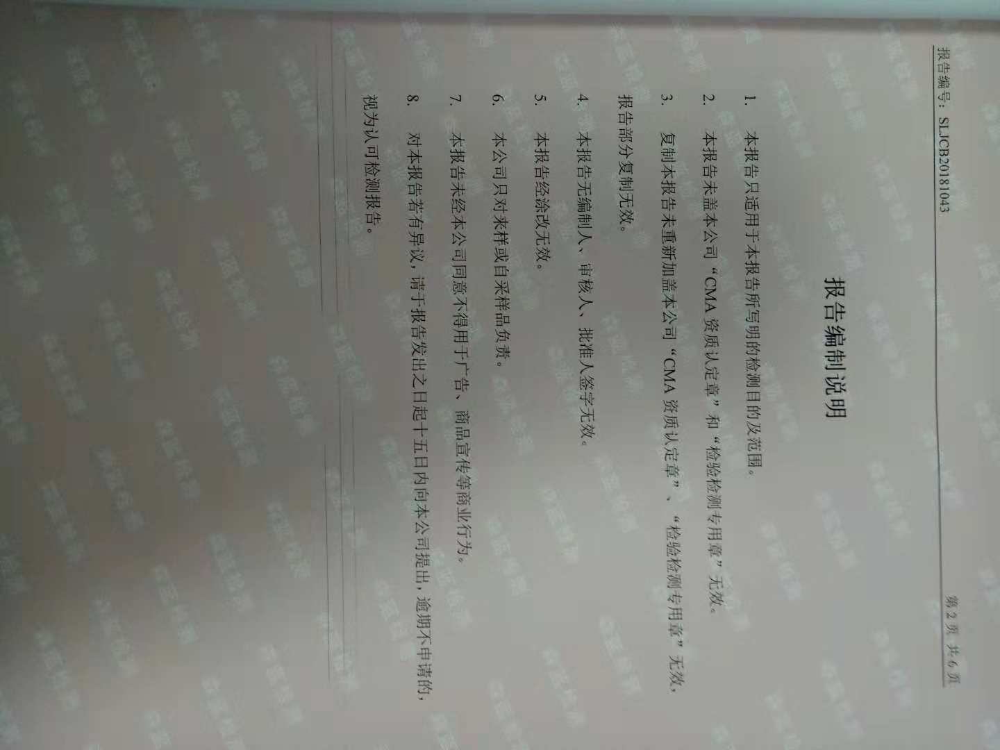 报告编号：SLJCB20181043
第 2 页 共 6 页
报告编制说明
1. 本报告只适用于本报告所写明的检测目的及范围。
2. 本报告未盖本公司“CMA 资质认定章”和“检验检测专用章”无效。
3. 复制本报告未重新加盖本公司“CMA 资质认定章”、“检验检测专用章”无效，
报告部分复制无效。
4. 本报告无编制人、审核人、批准人签字无效。
5. 本报告经涂改无效。
6. 本公司只对来样或自采样品负责。
7. 本报告未经本公司同意不得用于广告、商品宣传等商业行为。
8. 对本报告若有异议，请于报告发出之日起十五日内向本公司提出，逾期不申请的，
视为认可检测报告。